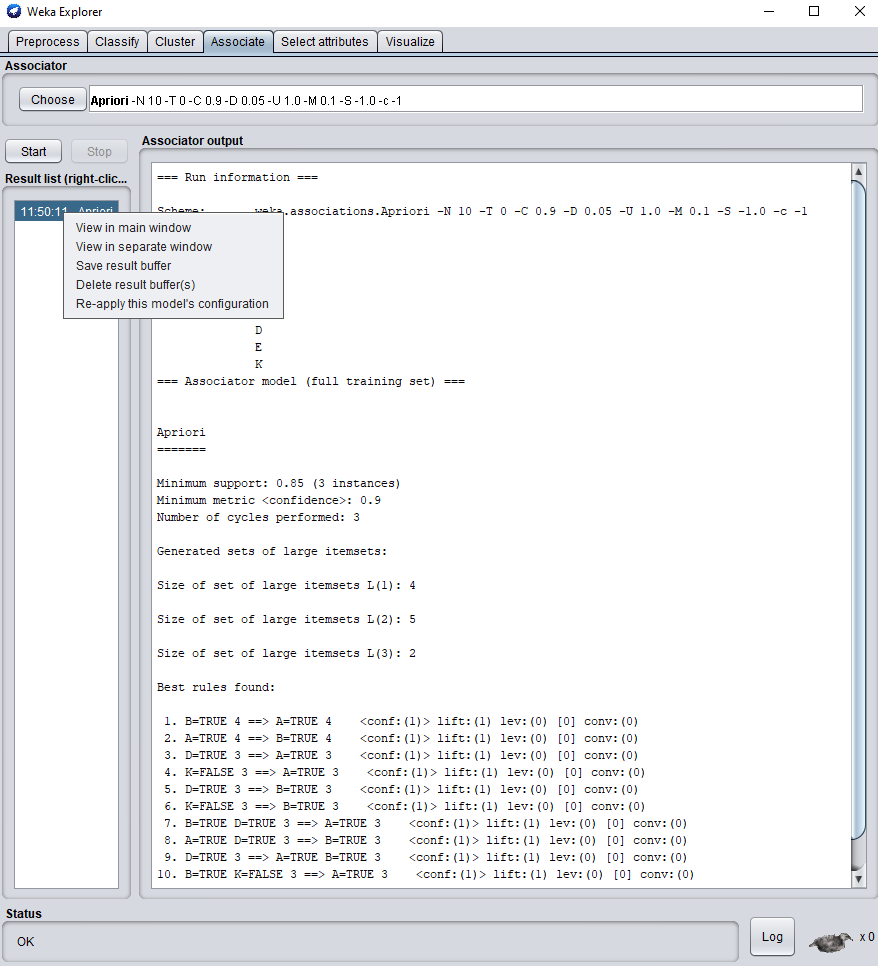 Weka Explorer
Preprocess Classify Cluster Associate Select attributes Visualize
Associator
Choose Apriori -N 10 -T 0 -C 0.9 -D 0.05 -U 1.0 -M 0.1 -S -1.0 -c -1
Start Stop
Result list (right-clic...
11:50:11 - Apriori
View in main window
View in separate window
Save result buffer
Delete result buffer(s)
Re-apply this model's configuration
Associator output
=== Run information ===
Scheme: weka.associations.Apriori -N 10 -T 0 -C 0.9 -D 0.05 -U 1.0 -M 0.1 -S -1.0 -c -1
D
E
K
=== Associator model (full training set) ===
Apriori
=======
Minimum support: 0.85 (3 instances)
Minimum metric <confidence>: 0.9
Number of cycles performed: 3
Generated sets of large itemsets:
Size of set of large itemsets L(1): 4
Size of set of large itemsets L(2): 5
Size of set of large itemsets L(3): 2
Best rules found:
1. B=TRUE 4 ==> A=TRUE 4 <conf:(1)> lift:(1) lev:(0) [0] conv:(0)
2. A=TRUE 4 ==> B=TRUE 4 <conf:(1)> lift:(1) lev:(0) [0] conv:(0)
3. D=TRUE 3 ==> A=TRUE 3 <conf:(1)> lift:(1) lev:(0) [0] conv:(0)
4. K=FALSE 3 ==> A=TRUE 3 <conf:(1)> lift:(1) lev:(0) [0] conv:(0)
5. D=TRUE 3 ==> B=TRUE 3 <conf:(1)> lift:(1) lev:(0) [0] conv:(0)
6. K=FALSE 3 ==> B=TRUE 3 <conf:(1)> lift:(1) lev:(0) [0] conv:(0)
7. B=TRUE D=TRUE 3 ==> A=TRUE 3 <conf:(1)> lift:(1) lev:(0) [0] conv:(0)
8. A=TRUE D=TRUE 3 ==> B=TRUE 3 <conf:(1)> lift:(1) lev:(0) [0] conv:(0)
9. D=TRUE 3 ==> A=TRUE B=TRUE 3 <conf:(1)> lift:(1) lev:(0) [0] conv:(0)
10. B=TRUE K=FALSE 3 ==> A=TRUE 3 <conf:(1)> lift:(1) lev:(0) [0] conv:(0)
Status
OK
Log
x 0